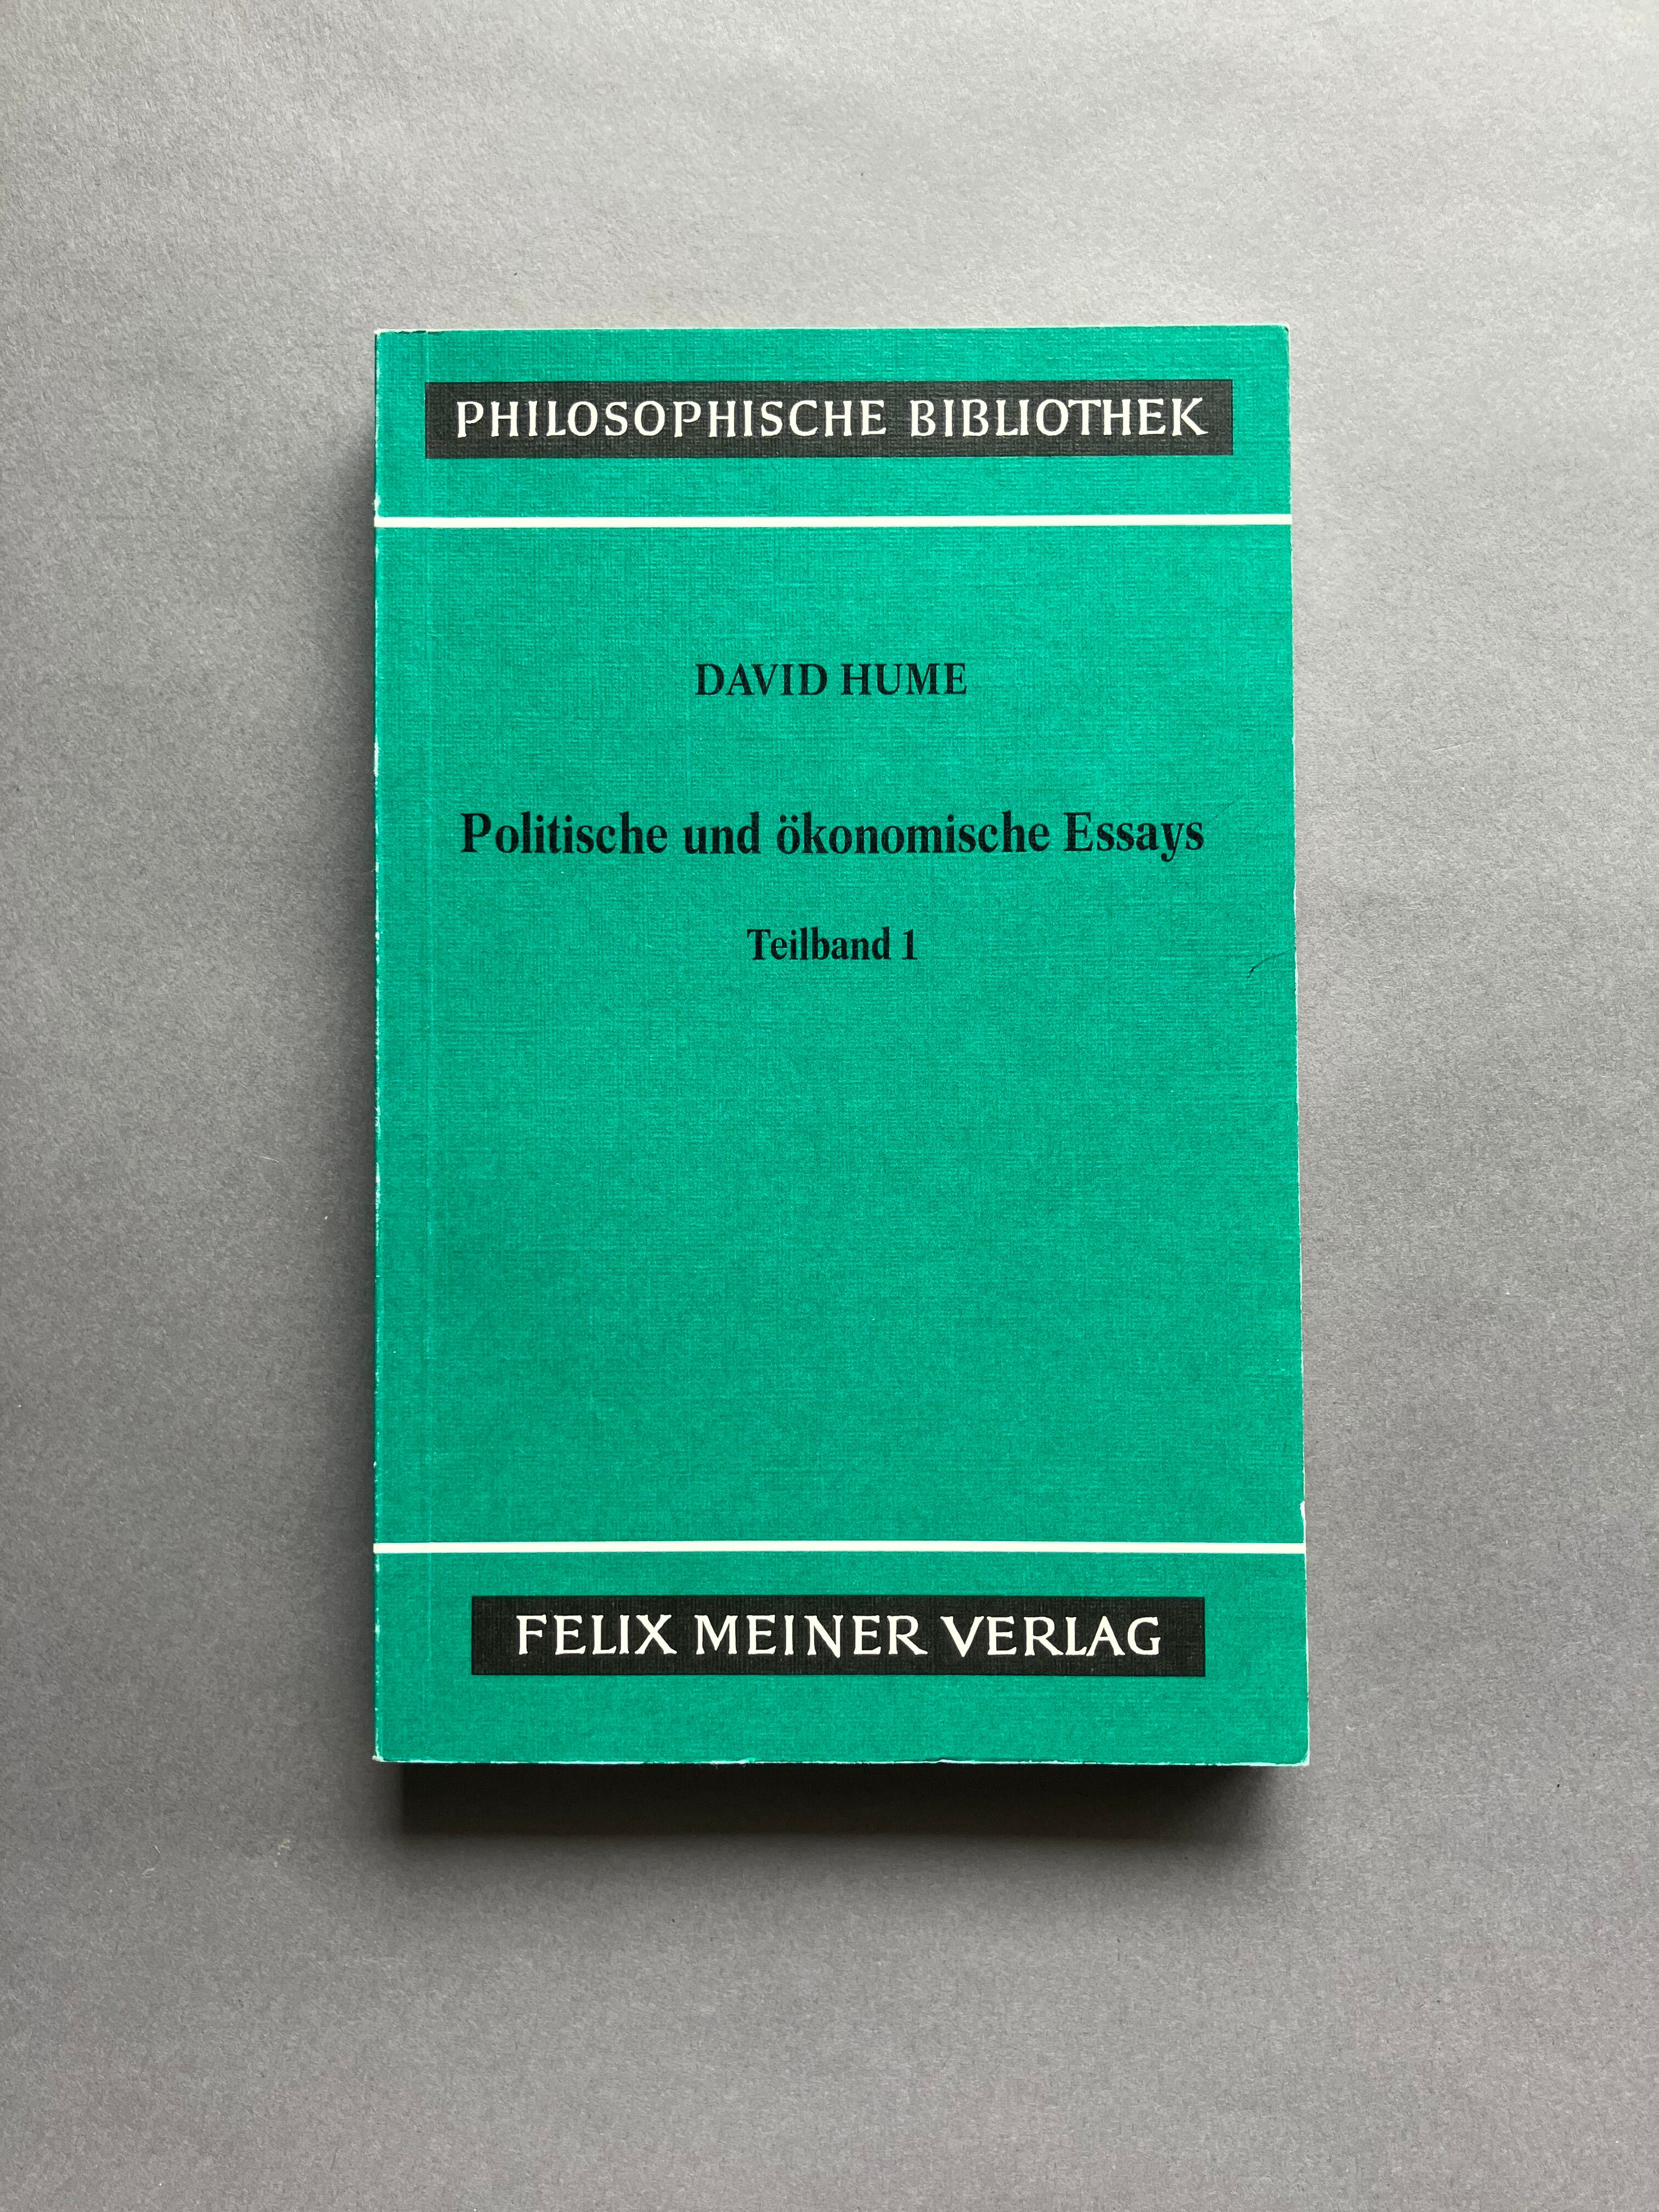 PHILOSOPHISCHE BIBLIOTHEK
DAVID HUME
Politische und ökonomische Essays
Teilband 1
FELIX MEINER VERLAG